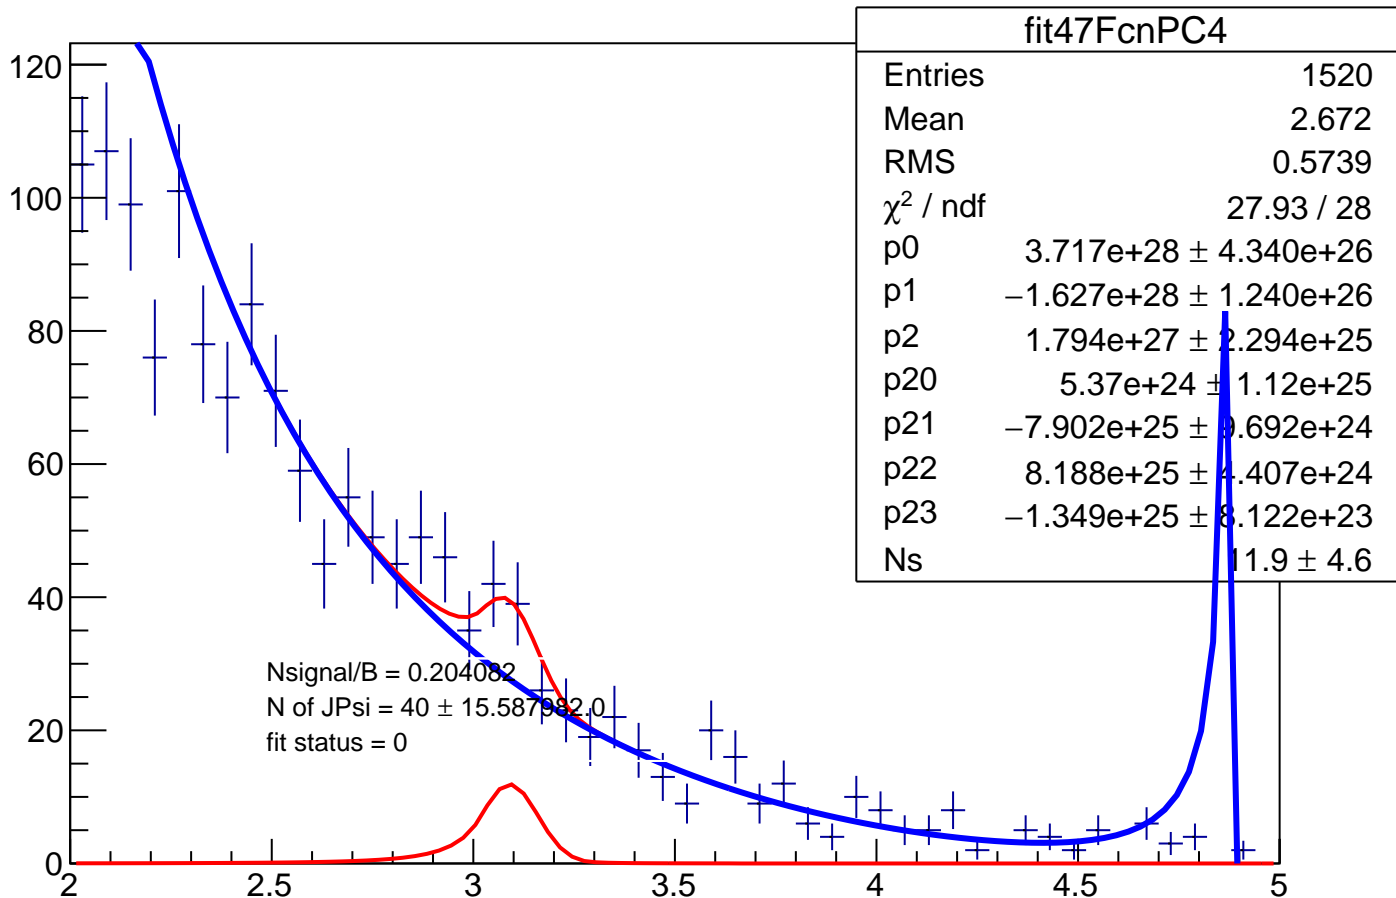 fit47FcnPC4
Entries 1520
Mean 2.672
RMS 0.5739
χ² / ndf 27.93 / 28
p0 3.717e+28 ± 4.340e+26
p1 −1.627e+28 ± 1.240e+26
p2 1.794e+27 ± 2.294e+25
p20 5.37e+24 ± 1.12e+25
p21 −7.902e+25 ± 9.692e+24
p22 8.188e+25 ± 4.407e+24
p23 −1.349e+25 ± 8.122e+23
Ns 11.9 ± 4.6
120
100
80
60
40
20
0
Nsignal/B = 0.204082
N of JPsi = 40 ± 15.587982.0
fit status = 0
2 2.5 3 3.5 4 4.5 5